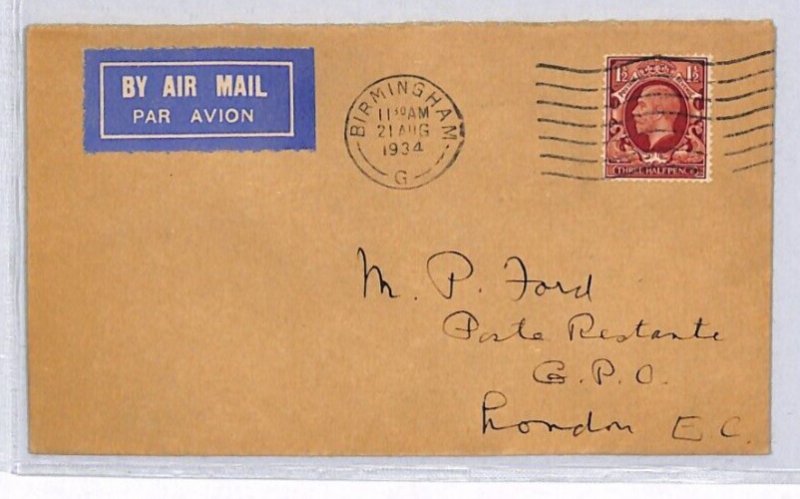 BY AIR MAIL
PAR AVION
BIRMINGHAM
11 30 AM
21 AUG
1934
G
1½ 1½
THREE HALFPENCE
M. P. Ford
Poste Restante
G. P. O.
London E C.